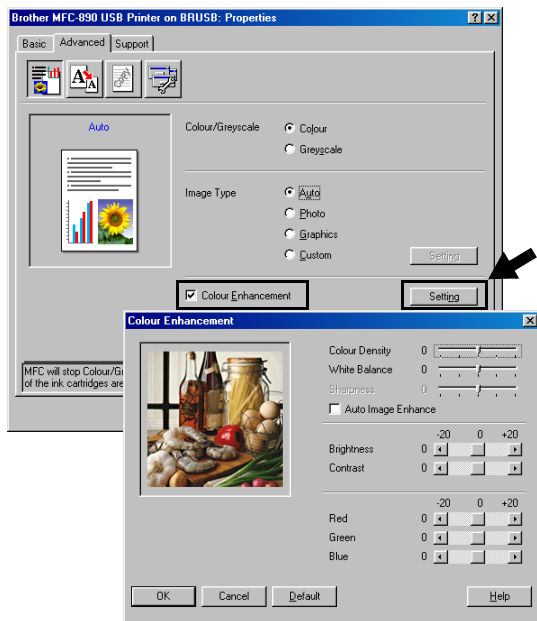 Brother MFC-890 USB Printer on BRUSB: Properties
Basic Advanced Support
Auto
Colour/Greyscale
Colour
Greyscale
Image Type
Auto
Photo
Graphics
Custom
Setting
Colour Enhancement
Setting
MFC will stop Colour/Gr
of the ink cartridges are
Colour Enhancement
Colour Density 0
White Balance 0
Sharpness 0
Auto Image Enhance
-20 0 +20
Brightness 0
Contrast 0
-20 0 +20
Red 0
Green 0
Blue 0
OK Cancel Default Help